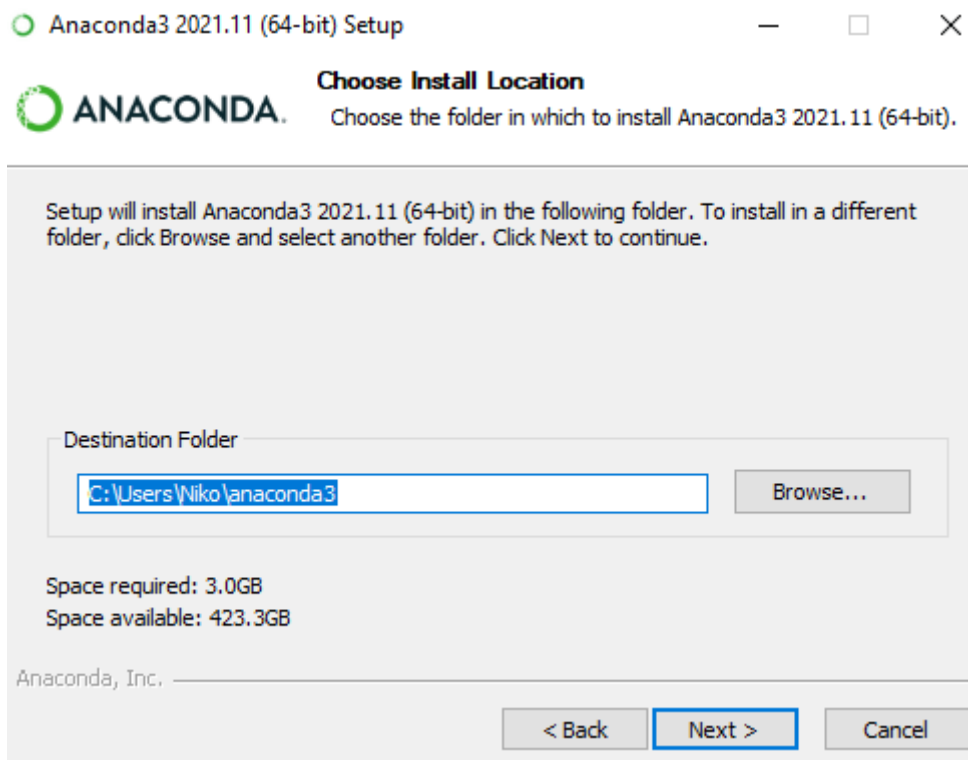 Anaconda3 2021.11 (64-bit) Setup
ANACONDA.
Choose Install Location
Choose the folder in which to install Anaconda3 2021.11 (64-bit).
Setup will install Anaconda3 2021.11 (64-bit) in the following folder. To install in a different
folder, click Browse and select another folder. Click Next to continue.
Destination Folder
C:\Users\Niko\anaconda3
Browse...
Space required: 3.0GB
Space available: 423.3GB
Anaconda, Inc.
< Back
Next >
Cancel